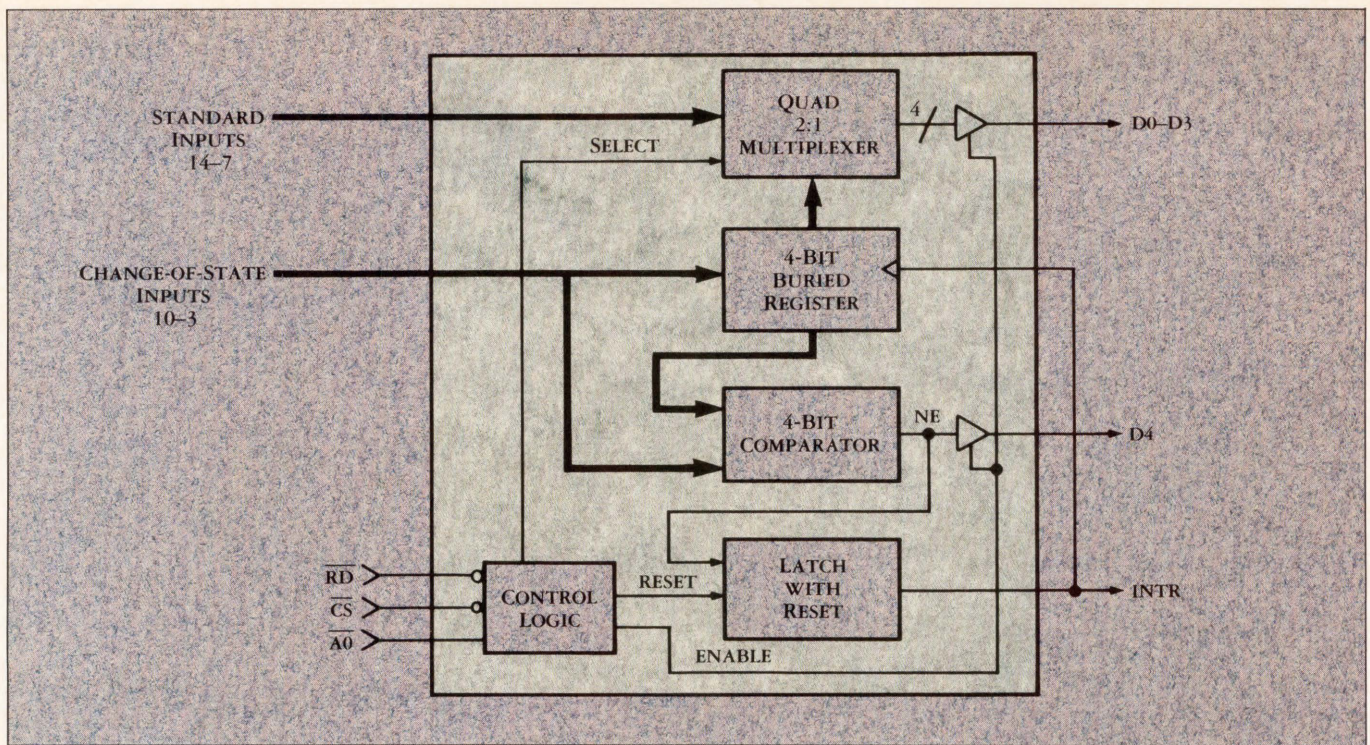 STANDARD
INPUTS
14–7
SELECT
QUAD
2:1
MULTIPLEXER
4
D0–D3
CHANGE-OF-STATE
INPUTS
10–3
4-BIT
BURIED
REGISTER
4-BIT
COMPARATOR
NE
D4
RD
CS
A0
CONTROL
LOGIC
RESET
ENABLE
LATCH
WITH
RESET
INTR